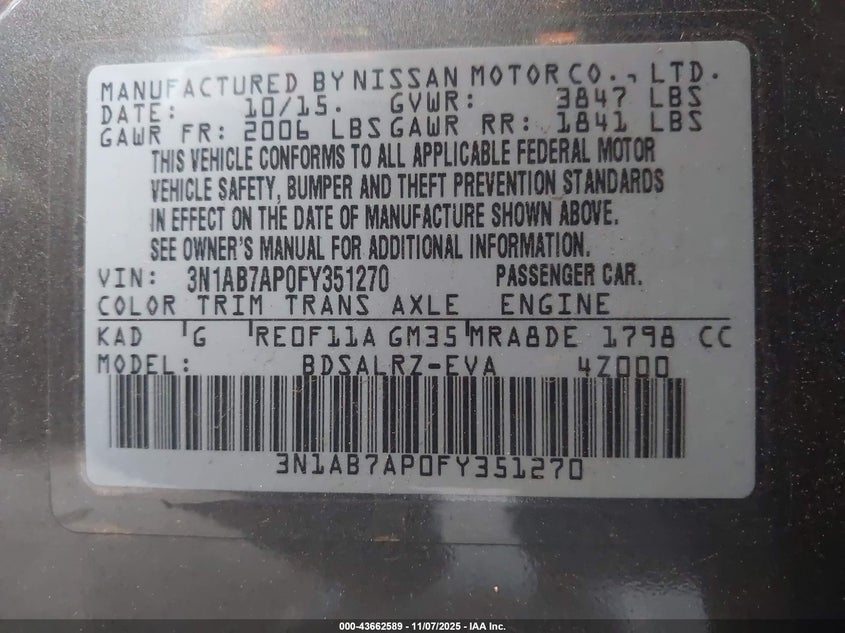 MANUFACTURED BY NISSAN MOTOR CO., LTD.
DATE: 10/15. GVWR: 3847 LBS
GAWR FR: 2006 LBS GAWR RR: 1841 LBS
THIS VEHICLE CONFORMS TO ALL APPLICABLE FEDERAL MOTOR
VEHICLE SAFETY, BUMPER AND THEFT PREVENTION STANDARDS
IN EFFECT ON THE DATE OF MANUFACTURE SHOWN ABOVE.
SEE OWNER'S MANUAL FOR ADDITIONAL INFORMATION.
VIN: 3N1AB7AP0FY351270 PASSENGER CAR.
COLOR TRIM TRANS AXLE ENGINE
KAD G RE0F11A GM35 MRA8DE 1798 CC
MODEL: BDSALRZ-EVA 4Z000
3N1AB7AP0FY351270
000-43662589 - 11/07/2025 - IAA Inc.